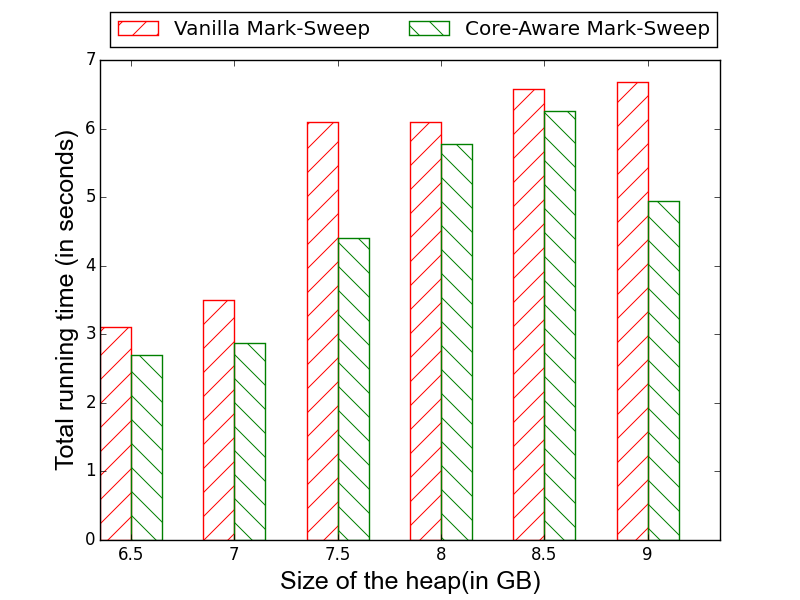 Vanilla Mark-Sweep Core-Aware Mark-Sweep
Total running time (in seconds)
7
6
5
4
3
2
1
0
6.5 7 7.5 8 8.5 9
Size of the heap(in GB)